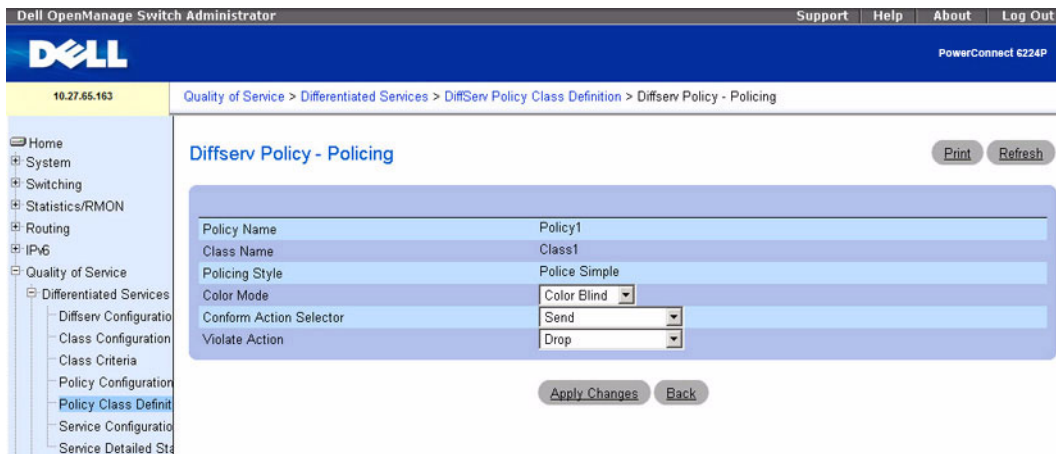 Dell OpenManage Switch Administrator
Support Help About Log Out
DELL
PowerConnect 6224P
10.27.65.163
Quality of Service > Differentiated Services > DiffServ Policy Class Definition > Diffserv Policy - Policing
Home
System
Switching
Statistics/RMON
Routing
IPv6
Quality of Service
Differentiated Services
Diffserv Configuratio
Class Configuration
Class Criteria
Policy Configuration
Policy Class Definit
Service Configuratio
Service Detailed Sta
Diffserv Policy - Policing
Print Refresh
Policy Name Policy1
Class Name Class1
Policing Style Police Simple
Color Mode Color Blind
Conform Action Selector Send
Violate Action Drop
Apply Changes Back